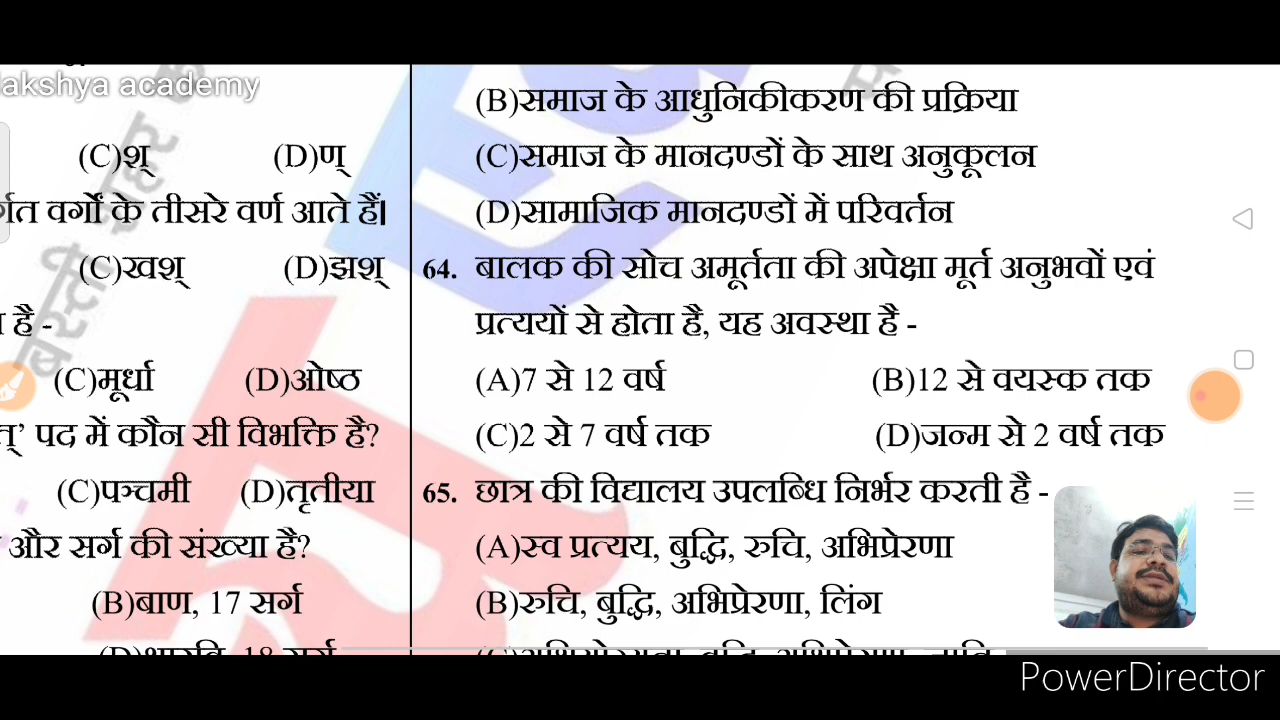 akshya academy
(C)श् (D)ण्
र्गत वर्गों के तीसरे वर्ण आते हैं।
(C)खश् (D)झश्
है -
(C)मूर्धा (D)ओष्ठ
त्’ पद में कौन सी विभक्ति है?
(C)पञ्चमी (D)तृतीया
और सर्ग की संख्या है?
(B)बाण, 17 सर्ग
(B)समाज के आधुनिकीकरण की प्रक्रिया
(C)समाज के मानदण्डों के साथ अनुकूलन
(D)सामाजिक मानदण्डों में परिवर्तन
64. बालक की सोच अमूर्तता की अपेक्षा मूर्त अनुभवों एवं
प्रत्ययों से होता है, यह अवस्था है -
(A)7 से 12 वर्ष (B)12 से वयस्क तक
(C)2 से 7 वर्ष तक (D)जन्म से 2 वर्ष तक
65. छात्र की विद्यालय उपलब्धि निर्भर करती है -
(A)स्व प्रत्यय, बुद्धि, रुचि, अभिप्रेरणा
(B)रुचि, बुद्धि, अभिप्रेरणा, लिंग
PowerDirector